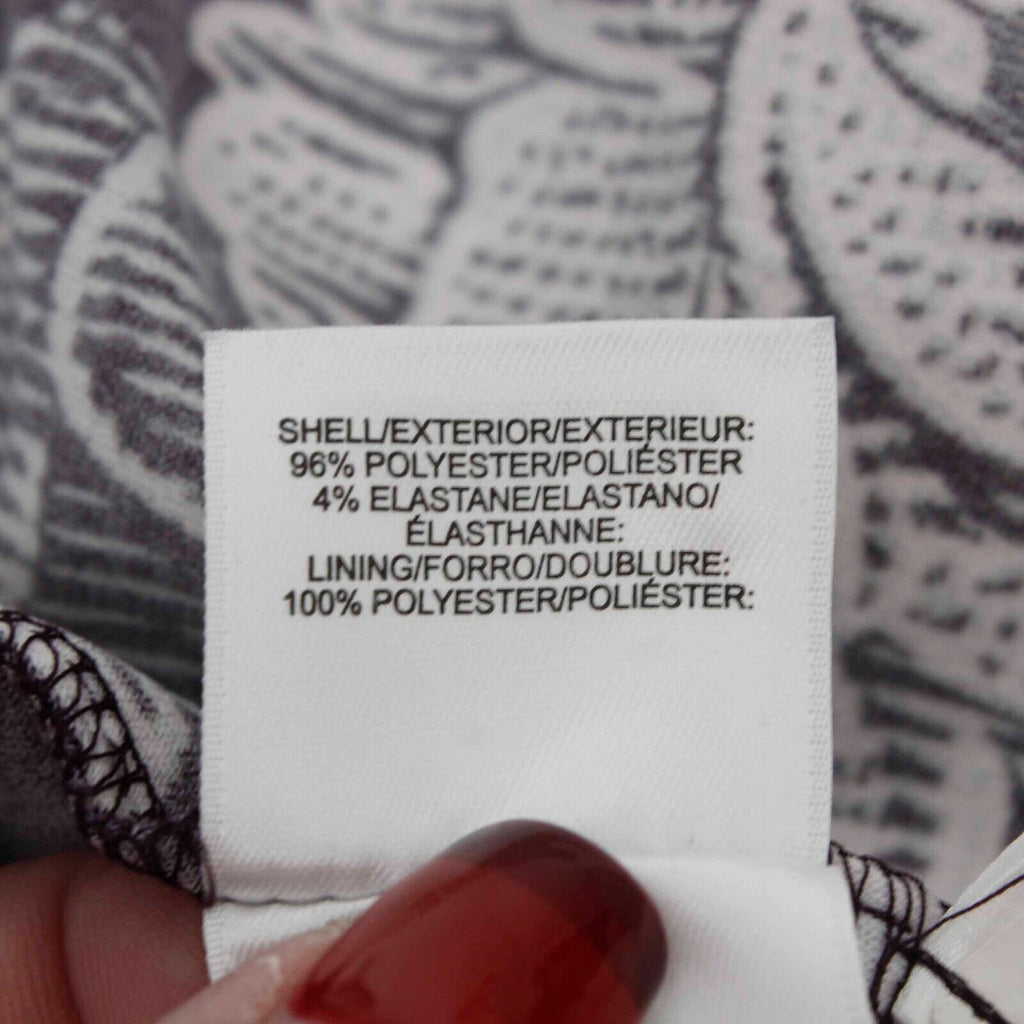 SHELL/EXTERIOR/EXTERIEUR:
96% POLYESTER/POLIÉSTER
4% ELASTANE/ELASTANO/
ÉLASTHANNE:
LINING/FORRO/DOUBLURE:
100% POLYESTER/POLIÉSTER: